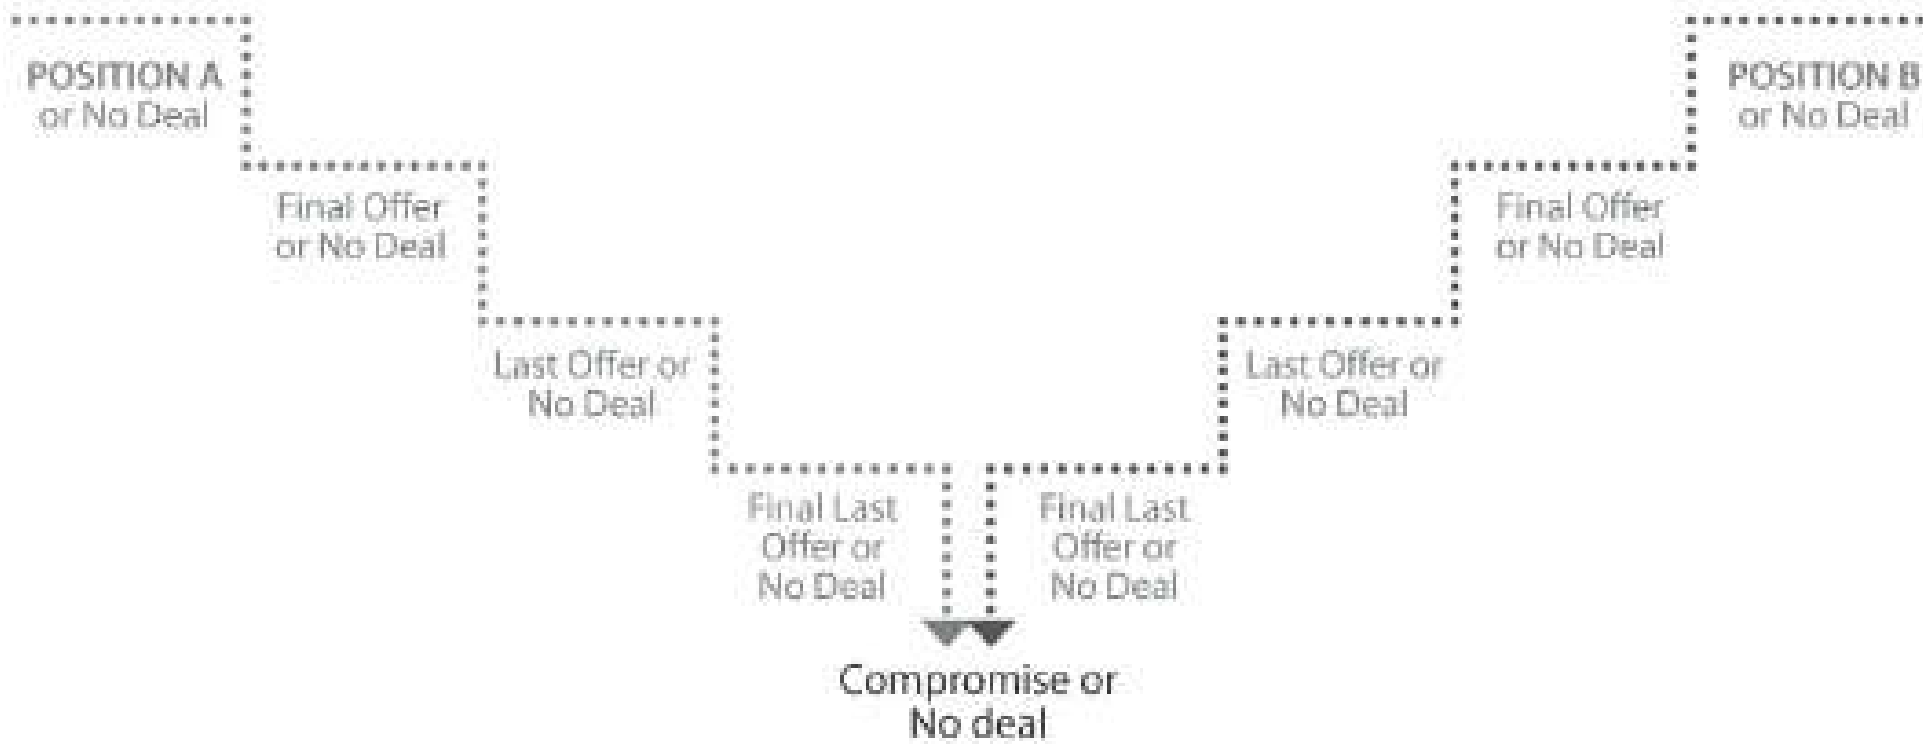 POSITION A
or No Deal
POSITION B
or No Deal
Final Offer
or No Deal
Final Offer
or No Deal
Last Offer or
No Deal
Last Offer or
No Deal
Final Last
Offer or
No Deal
Final Last
Offer or
No Deal
Compromise or
No deal